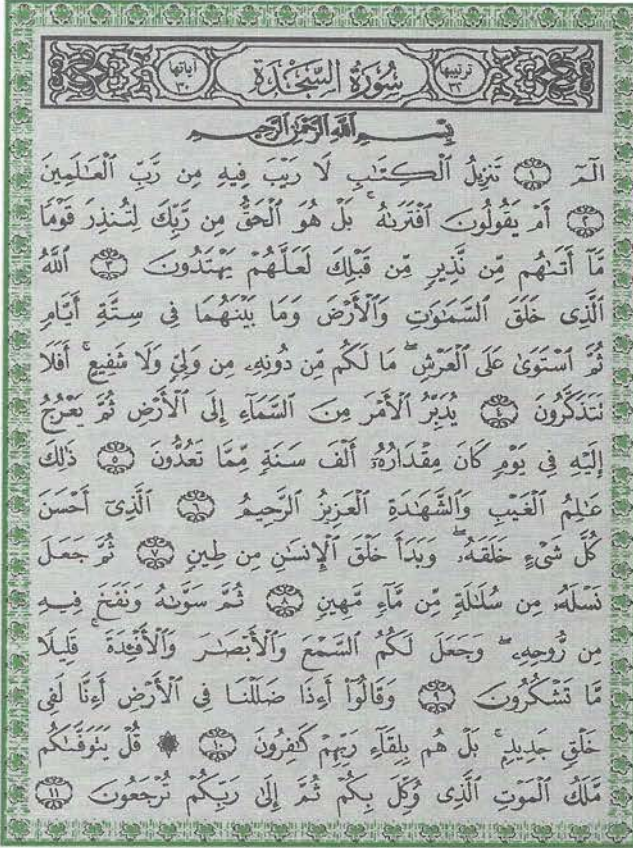 ترتيبها ٣٢ سُورَةُ السَّجْدَةِ آياتها ٣٠
بِسْمِ ٱللَّهِ ٱلرَّحْمَٰنِ ٱلرَّحِيمِ
الٓمٓ ١ تَنزِيلُ ٱلْكِتَٰبِ لَا رَيْبَ فِيهِ مِن رَّبِّ ٱلْعَٰلَمِينَ
٢ أَمْ يَقُولُونَ ٱفْتَرَىٰهُ ۚ بَلْ هُوَ ٱلْحَقُّ مِن رَّبِّكَ لِتُنذِرَ قَوْمًا
مَّآ أَتَىٰهُم مِّن نَّذِيرٍ مِّن قَبْلِكَ لَعَلَّهُمْ يَهْتَدُونَ ٣ ٱللَّهُ
ٱلَّذِى خَلَقَ ٱلسَّمَٰوَٰتِ وَٱلْأَرْضَ وَمَا بَيْنَهُمَا فِى سِتَّةِ أَيَّامٍ
ثُمَّ ٱسْتَوَىٰ عَلَى ٱلْعَرْشِ ۖ مَا لَكُم مِّن دُونِهِۦ مِن وَلِىٍّ وَلَا شَفِيعٍ ۚ أَفَلَا
تَتَذَكَّرُونَ ٤ يُدَبِّرُ ٱلْأَمْرَ مِنَ ٱلسَّمَآءِ إِلَى ٱلْأَرْضِ ثُمَّ يَعْرُجُ
إِلَيْهِ فِى يَوْمٍ كَانَ مِقْدَارُهُۥٓ أَلْفَ سَنَةٍ مِّمَّا تَعُدُّونَ ٥ ذَٰلِكَ
عَٰلِمُ ٱلْغَيْبِ وَٱلشَّهَٰدَةِ ٱلْعَزِيزُ ٱلرَّحِيمُ ٦ ٱلَّذِىٓ أَحْسَنَ
كُلَّ شَىْءٍ خَلَقَهُۥ ۖ وَبَدَأَ خَلْقَ ٱلْإِنسَٰنِ مِن طِينٍ ٧ ثُمَّ جَعَلَ
نَسْلَهُۥ مِن سُلَٰلَةٍ مِّن مَّآءٍ مَّهِينٍ ٨ ثُمَّ سَوَّىٰهُ وَنَفَخَ فِيهِ
مِن رُّوحِهِۦ ۖ وَجَعَلَ لَكُمُ ٱلسَّمْعَ وَٱلْأَبْصَٰرَ وَٱلْأَفْـِٔدَةَ ۚ قَلِيلًا
مَّا تَشْكُرُونَ ٩ وَقَالُوٓا۟ أَءِذَا ضَلَلْنَا فِى ٱلْأَرْضِ أَءِنَّا لَفِى
خَلْقٍ جَدِيدٍۭ ۚ بَلْ هُم بِلِقَآءِ رَبِّهِمْ كَٰفِرُونَ ١٠ ۞ قُلْ يَتَوَفَّىٰكُم
مَّلَكُ ٱلْمَوْتِ ٱلَّذِى وُكِّلَ بِكُمْ ثُمَّ إِلَىٰ رَبِّكُمْ تُرْجَعُونَ ١١